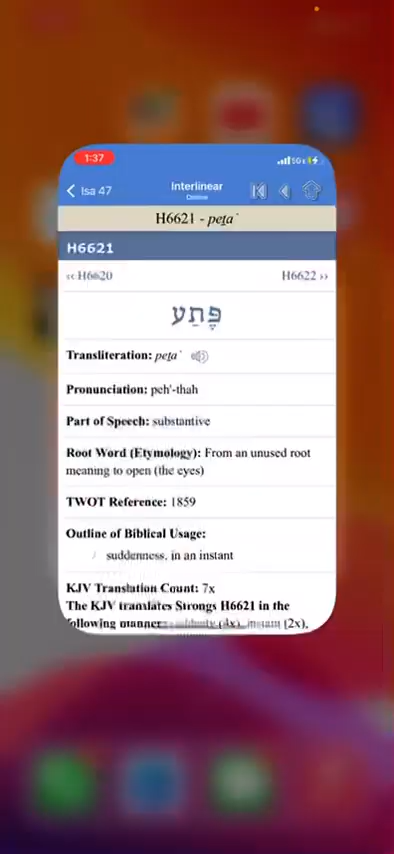 1:37
5G
Isa 47
Interlinear
Online
H6621 - peṯaʿ
H6621
‹‹ H6620 H6622 ››
פֶּתַע
Transliteration: peṯaʿ
Pronunciation: peh'-thah
Part of Speech: substantive
Root Word (Etymology): From an unused root
meaning to open (the eyes)
TWOT Reference: 1859
Outline of Biblical Usage:
suddenness, in an instant
KJV Translation Count: 7x
The KJV translates Strongs H6621 in the
following manner: suddenly (4x), instant (2x),